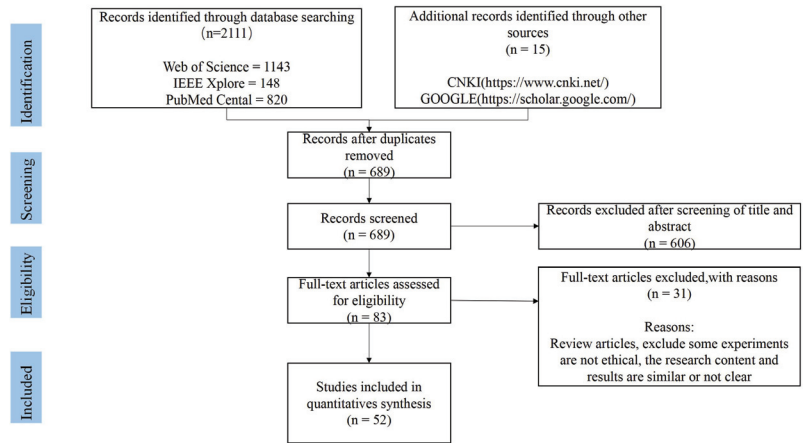 Identification
Records identified through database searching
(n=2111)
Web of Science = 1143
IEEE Xplore = 148
PubMed Cental = 820
Additional records identified through other
sources
(n = 15)
CNKI(https://www.cnki.net/)
GOOGLE(https://scholar.google.com/)
Records after duplicates
removed
(n = 689)
Screening
Records screened
(n = 689)
Records excluded after screening of title and
abstract
(n = 606)
Eligibility
Full-text articles assessed
for eligibility
(n = 83)
Full-text articles excluded,with reasons
(n = 31)
Reasons:
Review articles, exclude some experiments
are not ethical, the research content and
results are similar or not clear
Included
Studies included in
quantitatives synthesis
(n = 52)